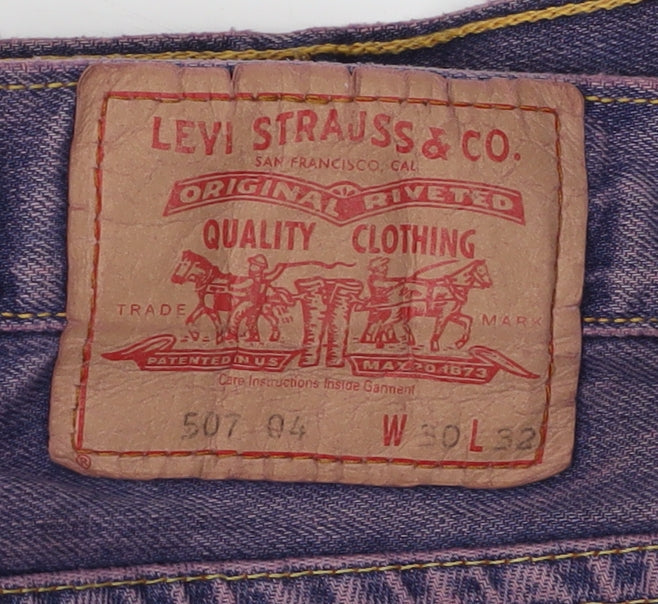 LEVI STRAUSS & CO.
SAN FRANCISCO, CAL.
ORIGINAL RIVETED
QUALITY CLOTHING
TRADE MARK
PATENTED IN U.S. MAY 20 1873
Care Instructions Inside Garment
507 04 W 30 L 32
®